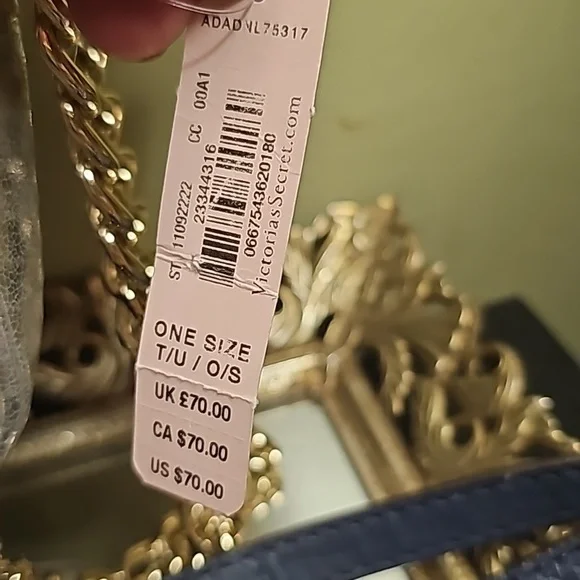 ADADNL75317
CC 00A1
ST 11092222
23344316
0667543620180
VictoriasSecret.com
ONE SIZE
T/U / O/S
UK £70.00
CA $70.00
US $70.00